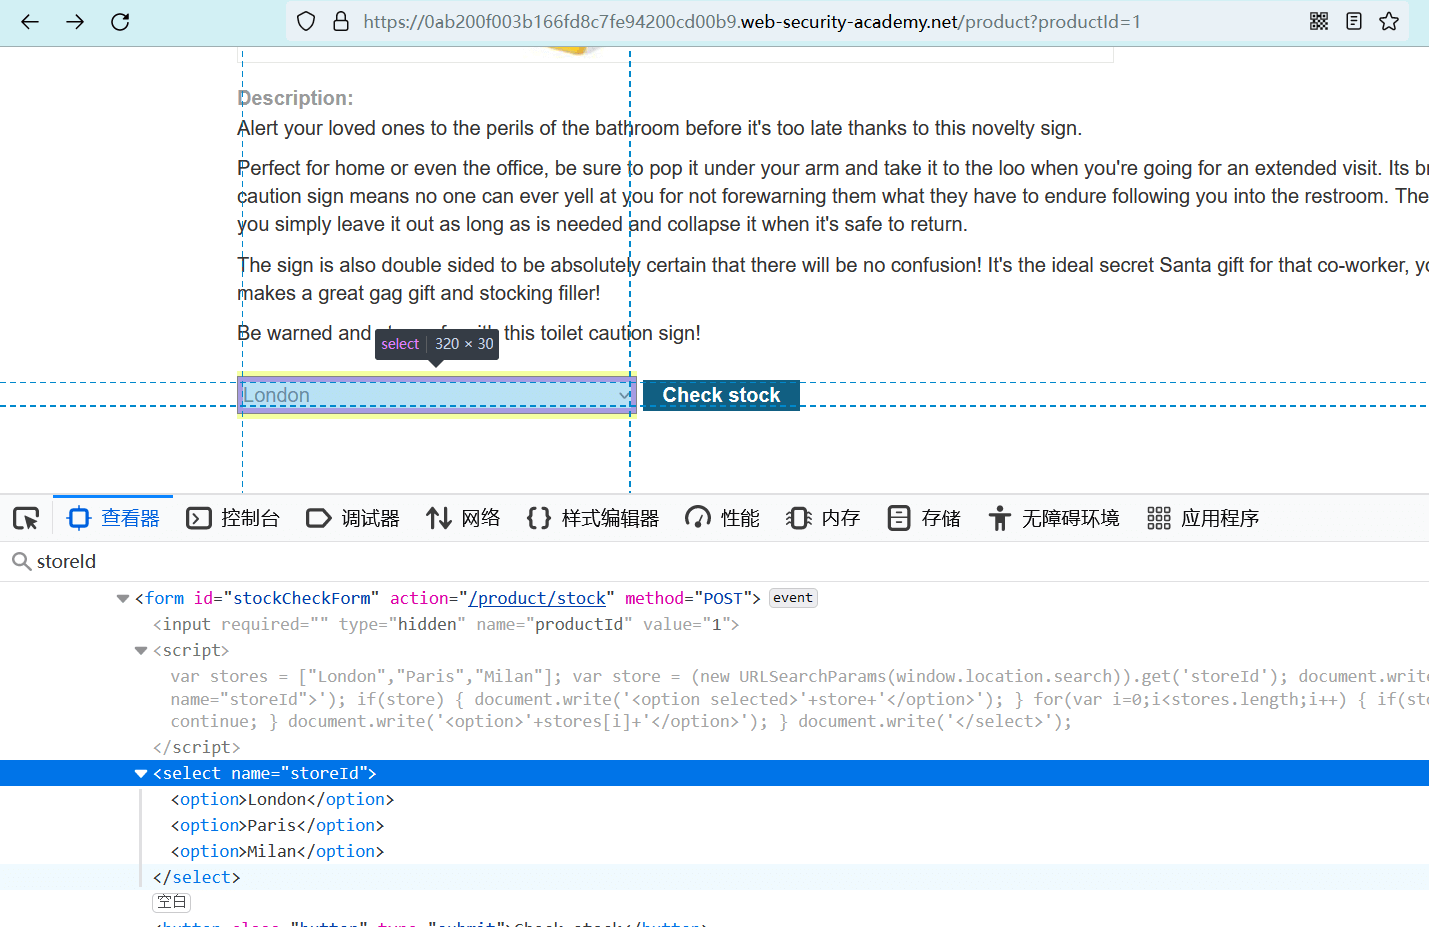 https://0ab200f003b166fd8c7fe94200cd00b9.web-security-academy.net/product?productId=1
Description:
Alert your loved ones to the perils of the bathroom before it's too late thanks to this novelty sign.
Perfect for home or even the office, be sure to pop it under your arm and take it to the loo when you're going for an extended visit. Its
caution sign means no one can ever yell at you for not forewarning them what they have to endure following you into the restroom. The
you simply leave it out as long as is needed and collapse it when it's safe to return.
The sign is also double sided to be absolutely certain that there will be no confusion! It's the ideal secret Santa gift for that co-worker,
makes a great gag gift and stocking filler!
Be warned and this toilet caution sign!
select 320 × 30
London Check stock
查看器 控制台 调试器 网络 样式编辑器 性能 内存 存储 无障碍环境 应用程序
storeId
<form id="stockCheckForm" action="/product/stock" method="POST"> event
<input required="" type="hidden" name="productId" value="1">
<script>
var stores = ["London","Paris","Milan"]; var store = (new URLSearchParams(window.location.search)).get('storeId'); document.write
name="storeId">'); if(store) { document.write('<option selected>'+store+'</option>'); } for(var i=0;i<stores.length;i++) { if(sto
continue; } document.write('<option>'+stores[i]+'</option>'); } document.write('</select>');
</script>
<select name="storeId">
<option>London</option>
<option>Paris</option>
<option>Milan</option>
</select>
空白
<button class="button" type="submit">Check stock</button>